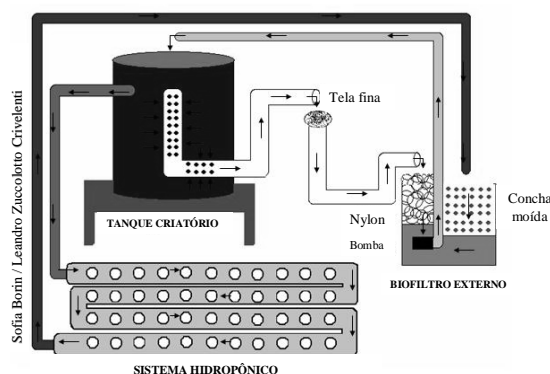 Sofia Borin / Leandro Zuccolotto Crivelenti
Tela fina
TANQUE CRIATÓRIO
Nylon
Bomba
Concha
moída
BIOFILTRO EXTERNO
SISTEMA HIDROPÔNICO